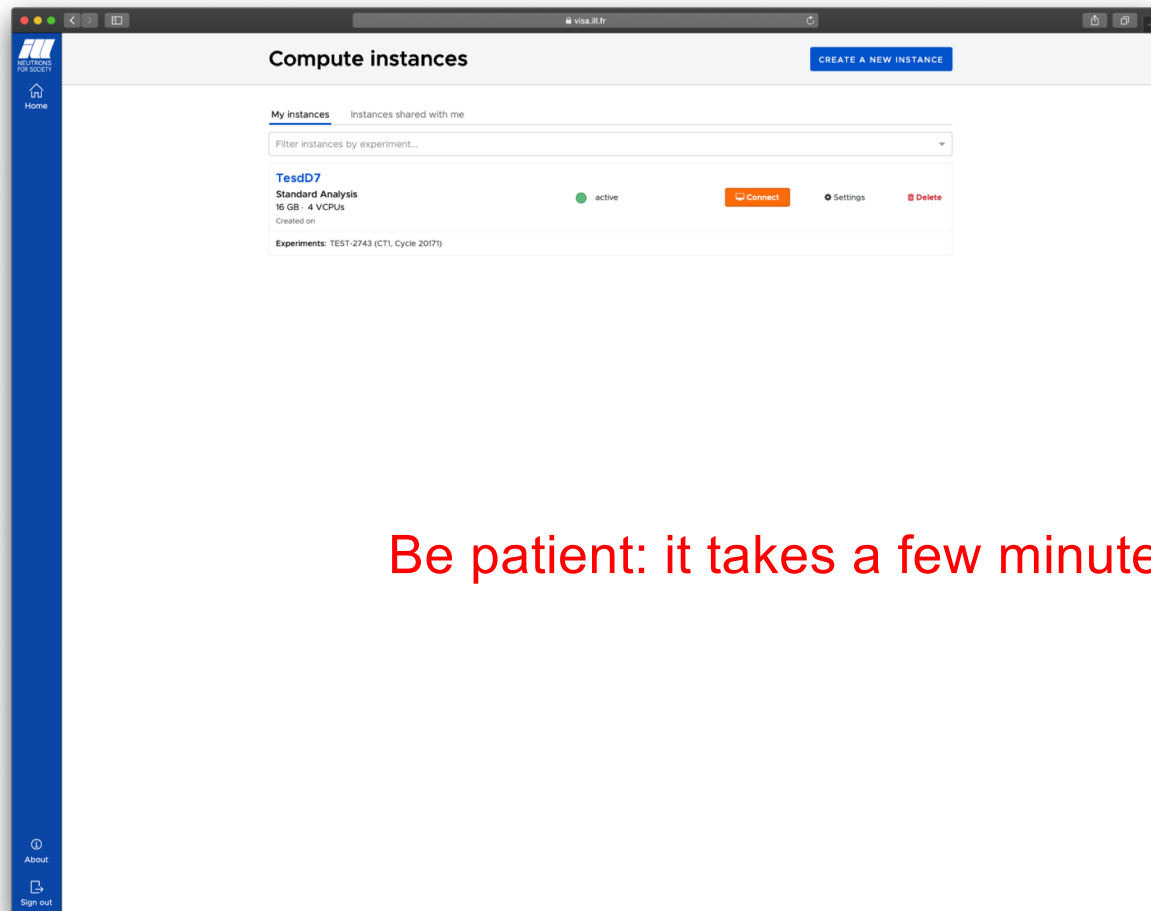 visa.ill.fr
ill
NEUTRONS
FOR SOCIETY
Home
Compute instances
CREATE A NEW INSTANCE
My instances
Instances shared with me
Filter instances by experiment...
TesdD7
Standard Analysis
16 GB · 4 VCPUs
Created on
active
Connect
Settings
Delete
Experiments: TEST-2743 (CT1, Cycle 20171)
Be patient: it takes a few minute
About
Sign out